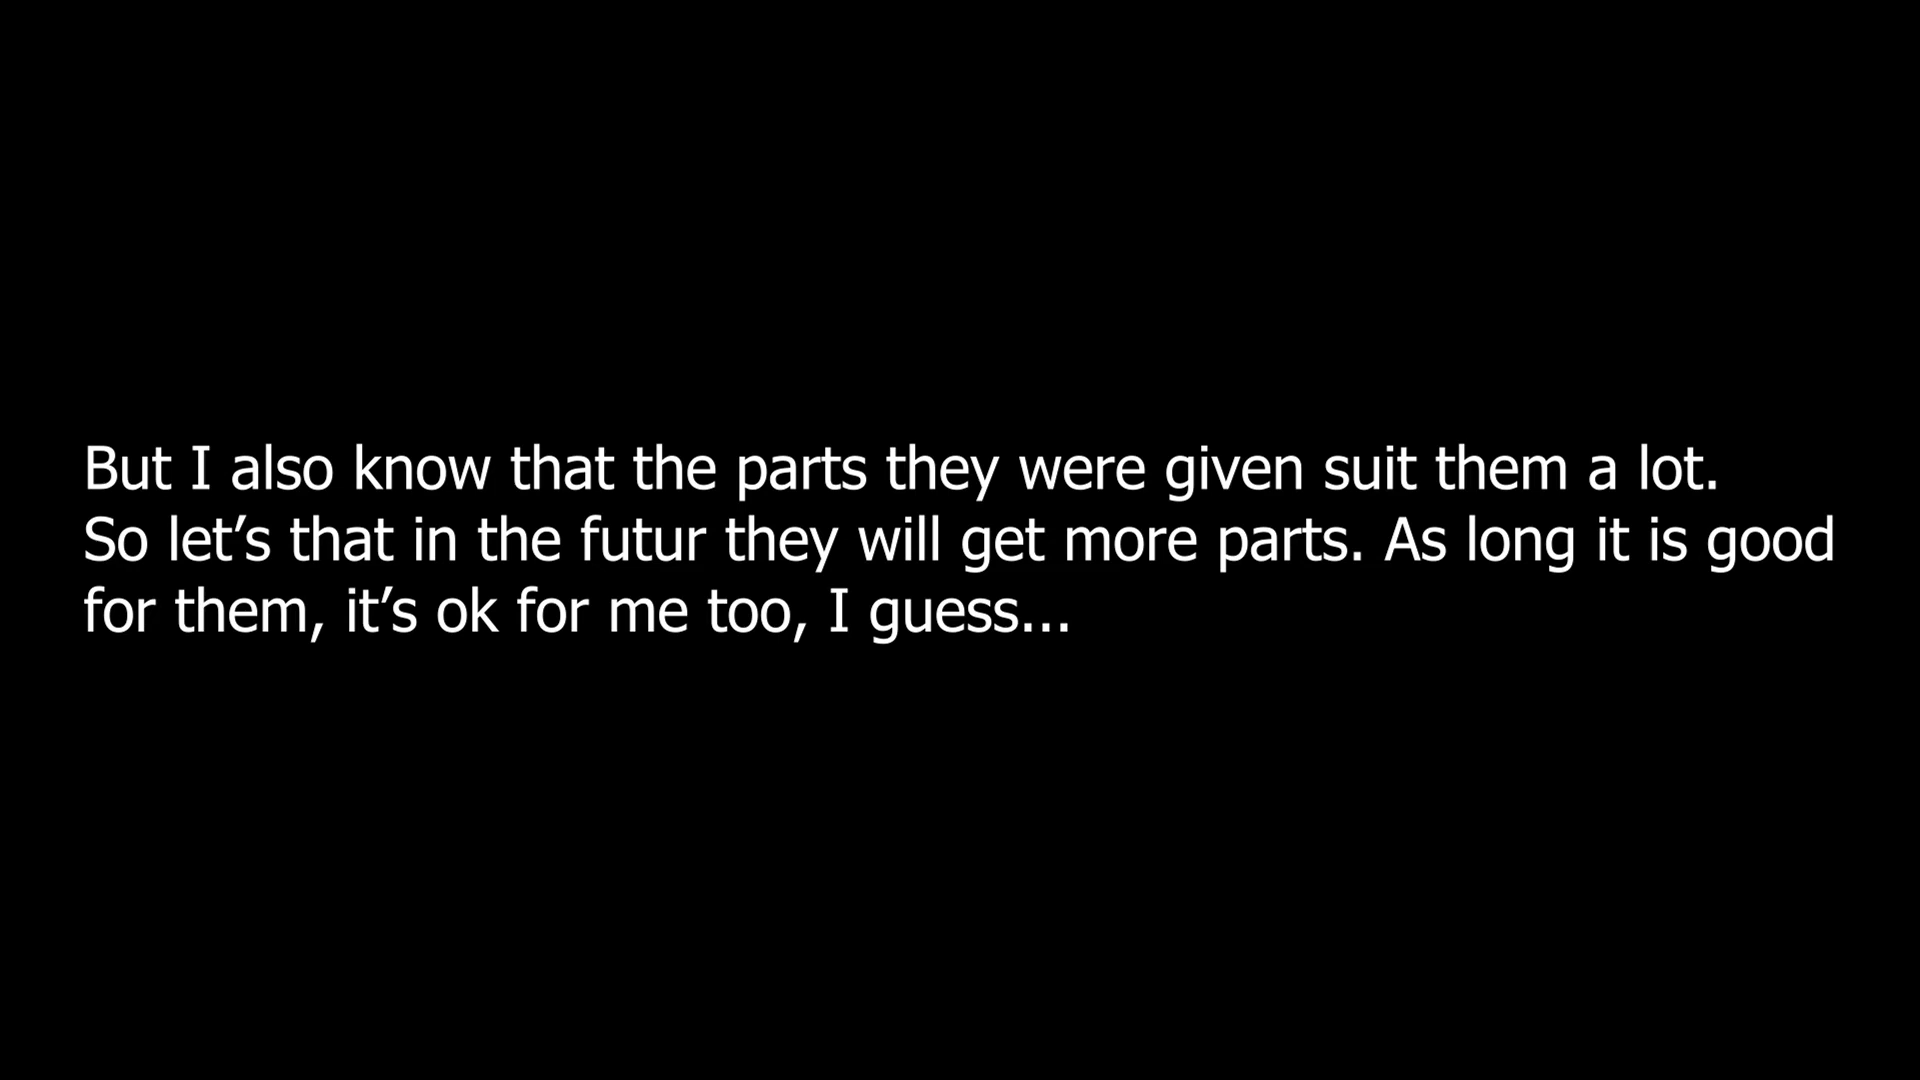 But I also know that the parts they were given suit them a lot.
So let’s that in the futur they will get more parts. As long it is good
for them, it’s ok for me too, I guess...